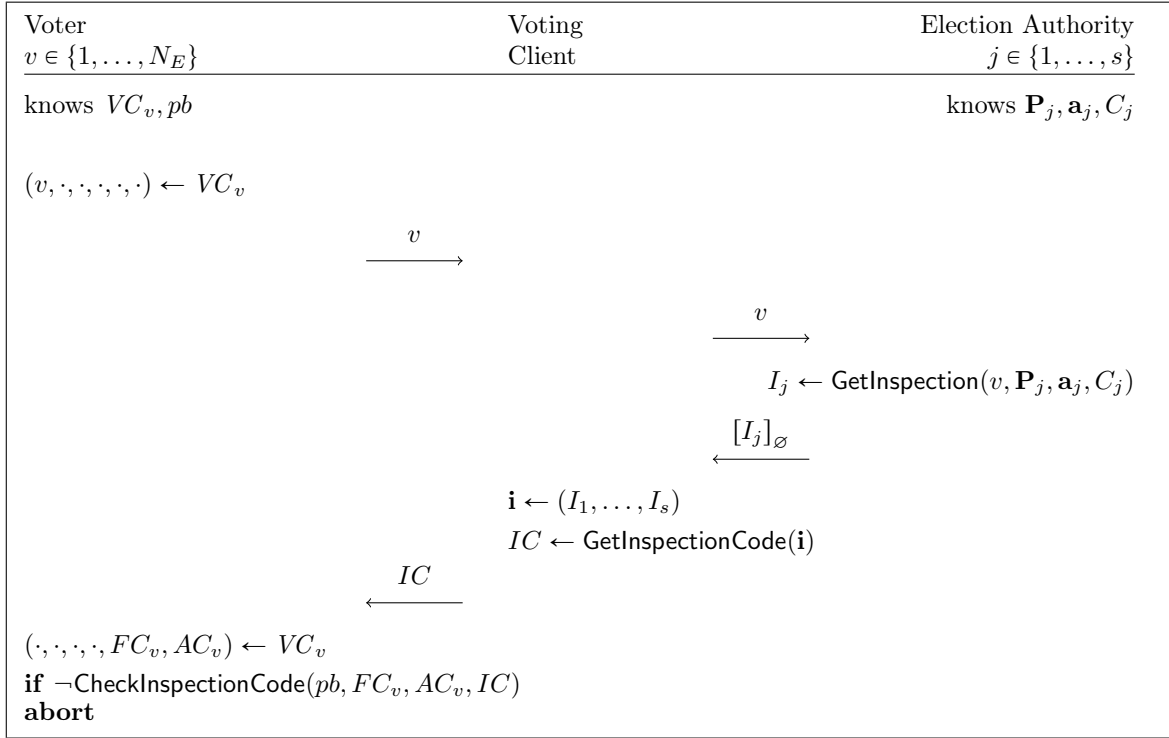 Voter Voting Election Authority
v ∈ {1, . . . , N_E} Client j ∈ {1, . . . , s}
knows VC_v, pb knows P_j, a_j, C_j
(v, ·, ·, ·, ·, ·) ← VC_v
v
v
I_j ← GetInspection(v, P_j, a_j, C_j)
[I_j]_∅
i ← (I_1, . . . , I_s)
IC ← GetInspectionCode(i)
IC
(·, ·, ·, ·, FC_v, AC_v) ← VC_v
if ¬CheckInspectionCode(pb, FC_v, AC_v, IC)
abort